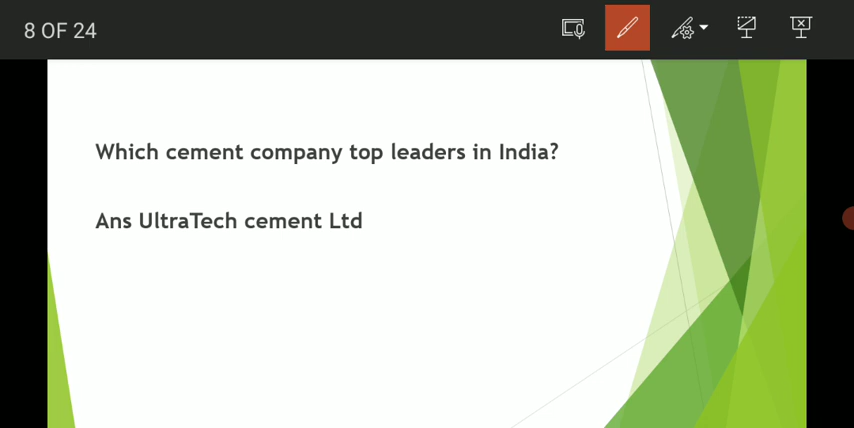 8 OF 24
Which cement company top leaders in India?
Ans UltraTech cement Ltd